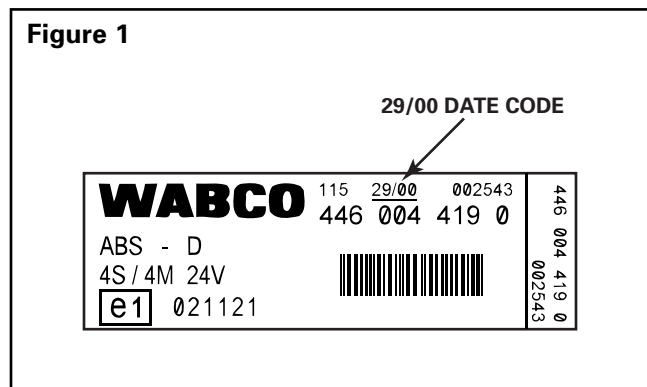 Figure 1
29/00 DATE CODE
WABCO
115 29/00 002543
446 004 419 0
ABS - D
4S / 4M 24V
e1 021121
446 004 419 0
002543